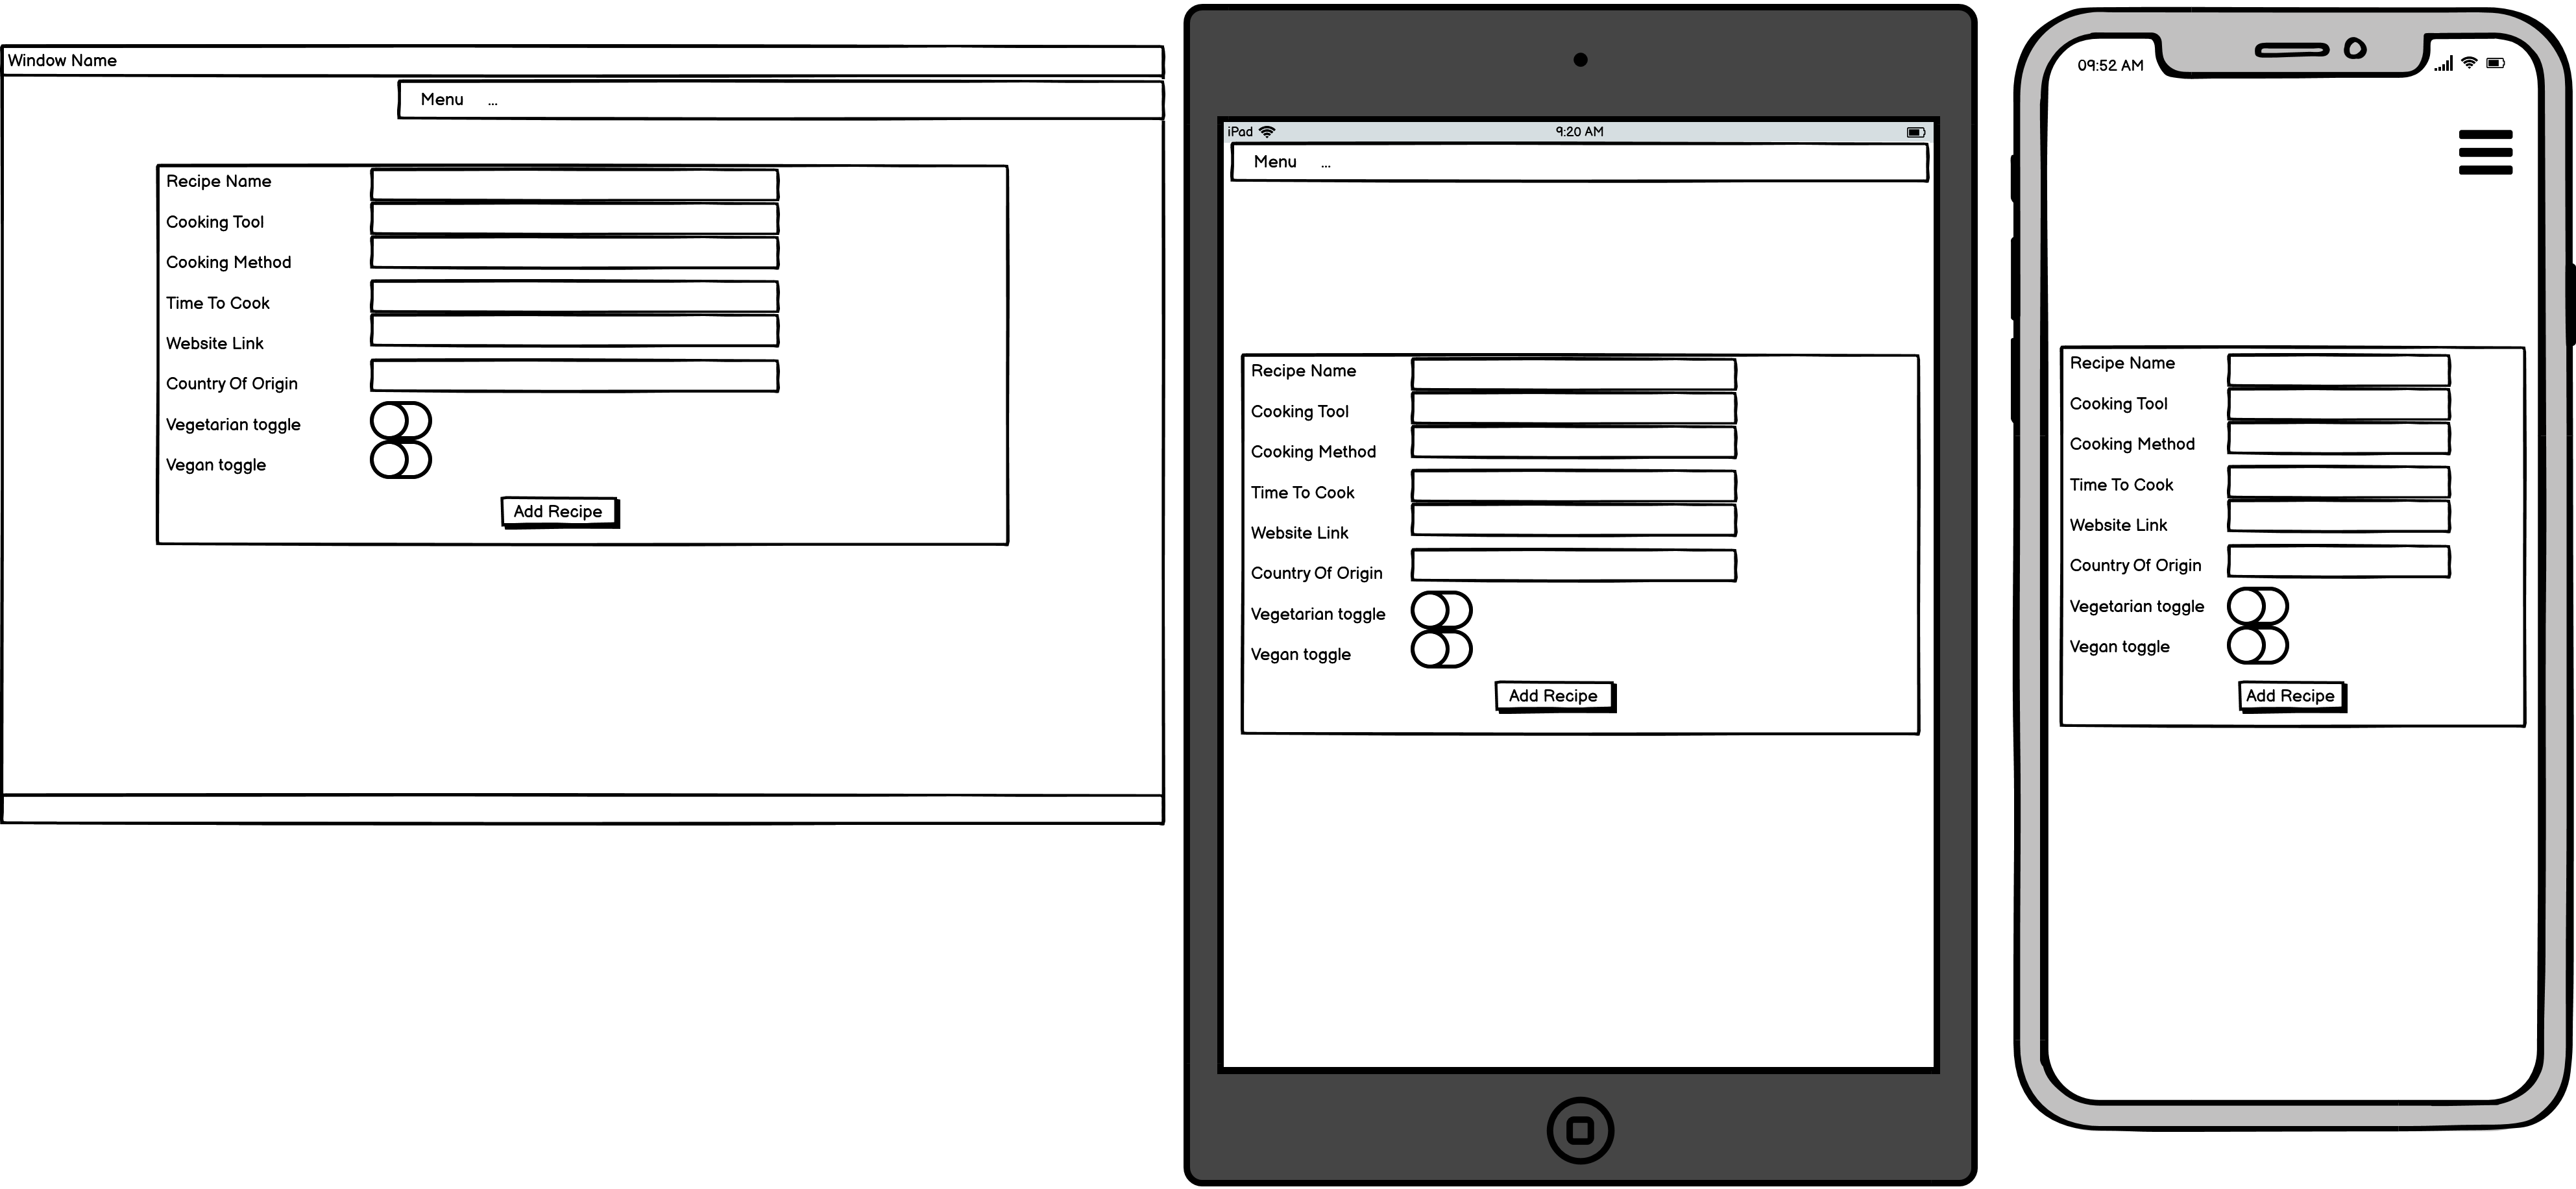 Window Name
Menu ...
Recipe Name
Cooking Tool
Cooking Method
Time To Cook
Website Link
Country Of Origin
Vegetarian toggle
Vegan toggle
Add Recipe
iPad 9:20 AM
Menu ...
Recipe Name
Cooking Tool
Cooking Method
Time To Cook
Website Link
Country Of Origin
Vegetarian toggle
Vegan toggle
Add Recipe
09:52 AM
Recipe Name
Cooking Tool
Cooking Method
Time To Cook
Website Link
Country Of Origin
Vegetarian toggle
Vegan toggle
Add Recipe